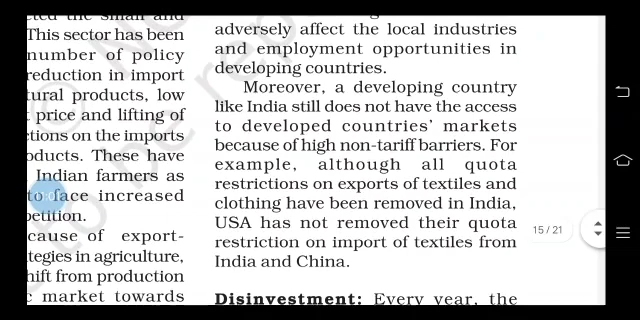 This sector has been
number of policy
reduction in import
tural products, low
price and lifting of
ctions on the imports
oducts. These have
Indian farmers as
to face increased
petition.
cause of export-
tegies in agriculture,
hift from production
c market towards
adversely affect the local industries
and employment opportunities in
developing countries.
Moreover, a developing country
like India still does not have the access
to developed countries' markets
because of high non-tariff barriers. For
example, although all quota
restrictions on exports of textiles and
clothing have been removed in India,
USA has not removed their quota
restriction on import of textiles from
India and China.
Disinvestment: Every year, the
15 / 21